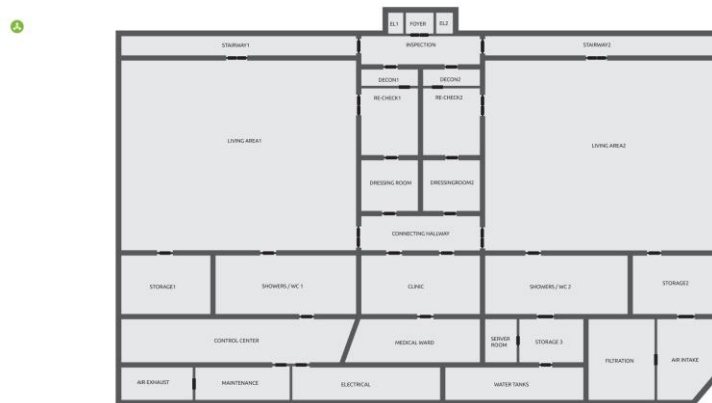 EL1
FOYER
EL2
STAIRWAY1
INSPECTION
STAIRWAY2
DECON1
DECON2
RE-CHECK1
RE-CHECK2
LIVING AREA1
LIVING AREA2
DRESSING ROOM
DRESSINGROOM2
CONNECTING HALLWAY
STORAGE1
SHOWERS / WC 1
CLINIC
SHOWERS / WC 2
STORAGE2
CONTROL CENTER
MEDICAL WARD
SERVER
ROOM
STORAGE 3
FILTRATION
AIR INTAKE
AIR EXHAUST
MAINTENANCE
ELECTRICAL
WATER TANKS